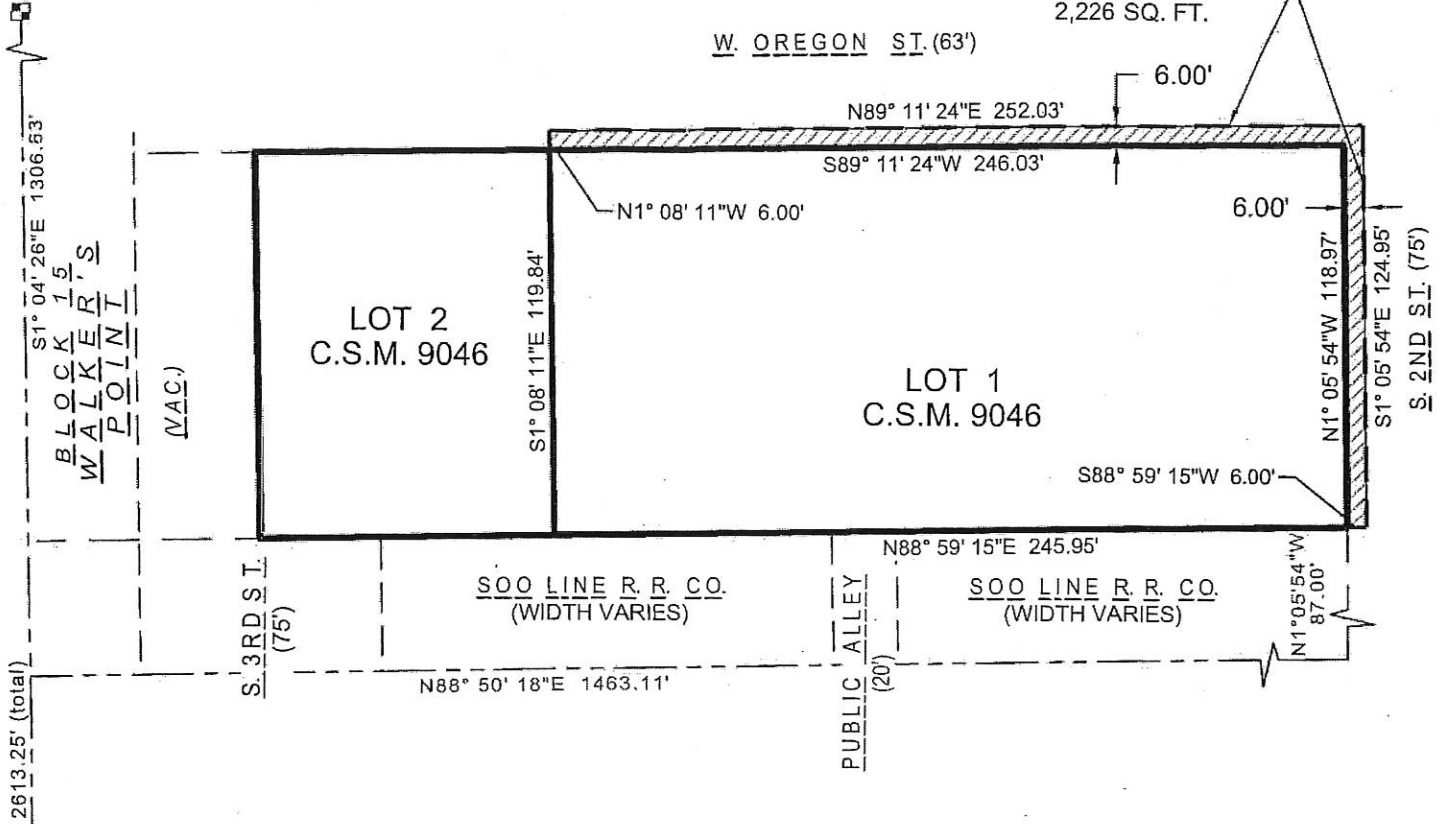 2,226 SQ. FT.
W. OREGON ST. (63')
6.00'
N89° 11' 24"E 252.03'
S89° 11' 24"W 246.03'
N1° 08' 11"W 6.00'
6.00'
S1° 04' 26"E 1306.63'
BLOCK 15
WALKER'S
POINT
(VAC.)
LOT 2
C.S.M. 9046
S1° 08' 11"E 119.84'
LOT 1
C.S.M. 9046
N1° 05' 54"W 118.97'
S1° 05' 54"E 124.95'
S. 2ND ST. (75')
S88° 59' 15"W 6.00'
N88° 59' 15"E 245.95'
S. 3RD ST.
(75')
SOO LINE R. R. CO.
(WIDTH VARIES)
PUBLIC ALLEY
(20')
SOO LINE R. R. CO.
(WIDTH VARIES)
N1°05'54"W
87.00'
N88° 50' 18"E 1463.11'
2613.25' (total)